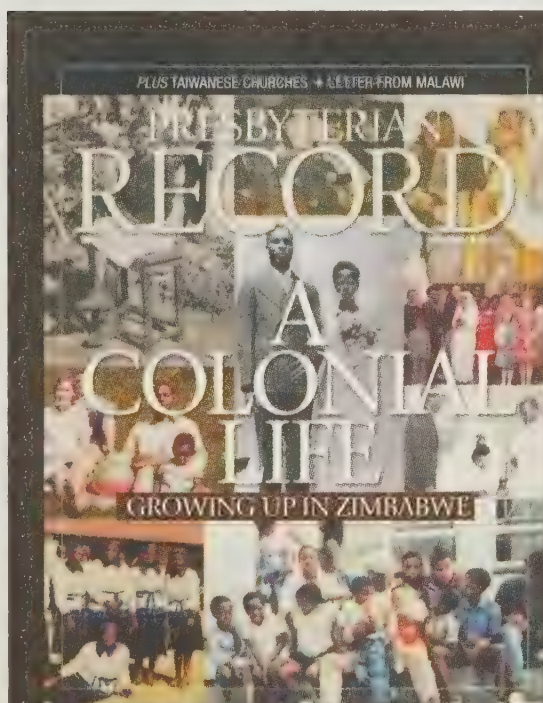 PLUS TAIWANESE CHURCHES + LETTER FROM MALAWI
PRESBYTERIAN
RECORD
A
COLONIAL
LIFE
GROWING UP IN ZIMBABWE